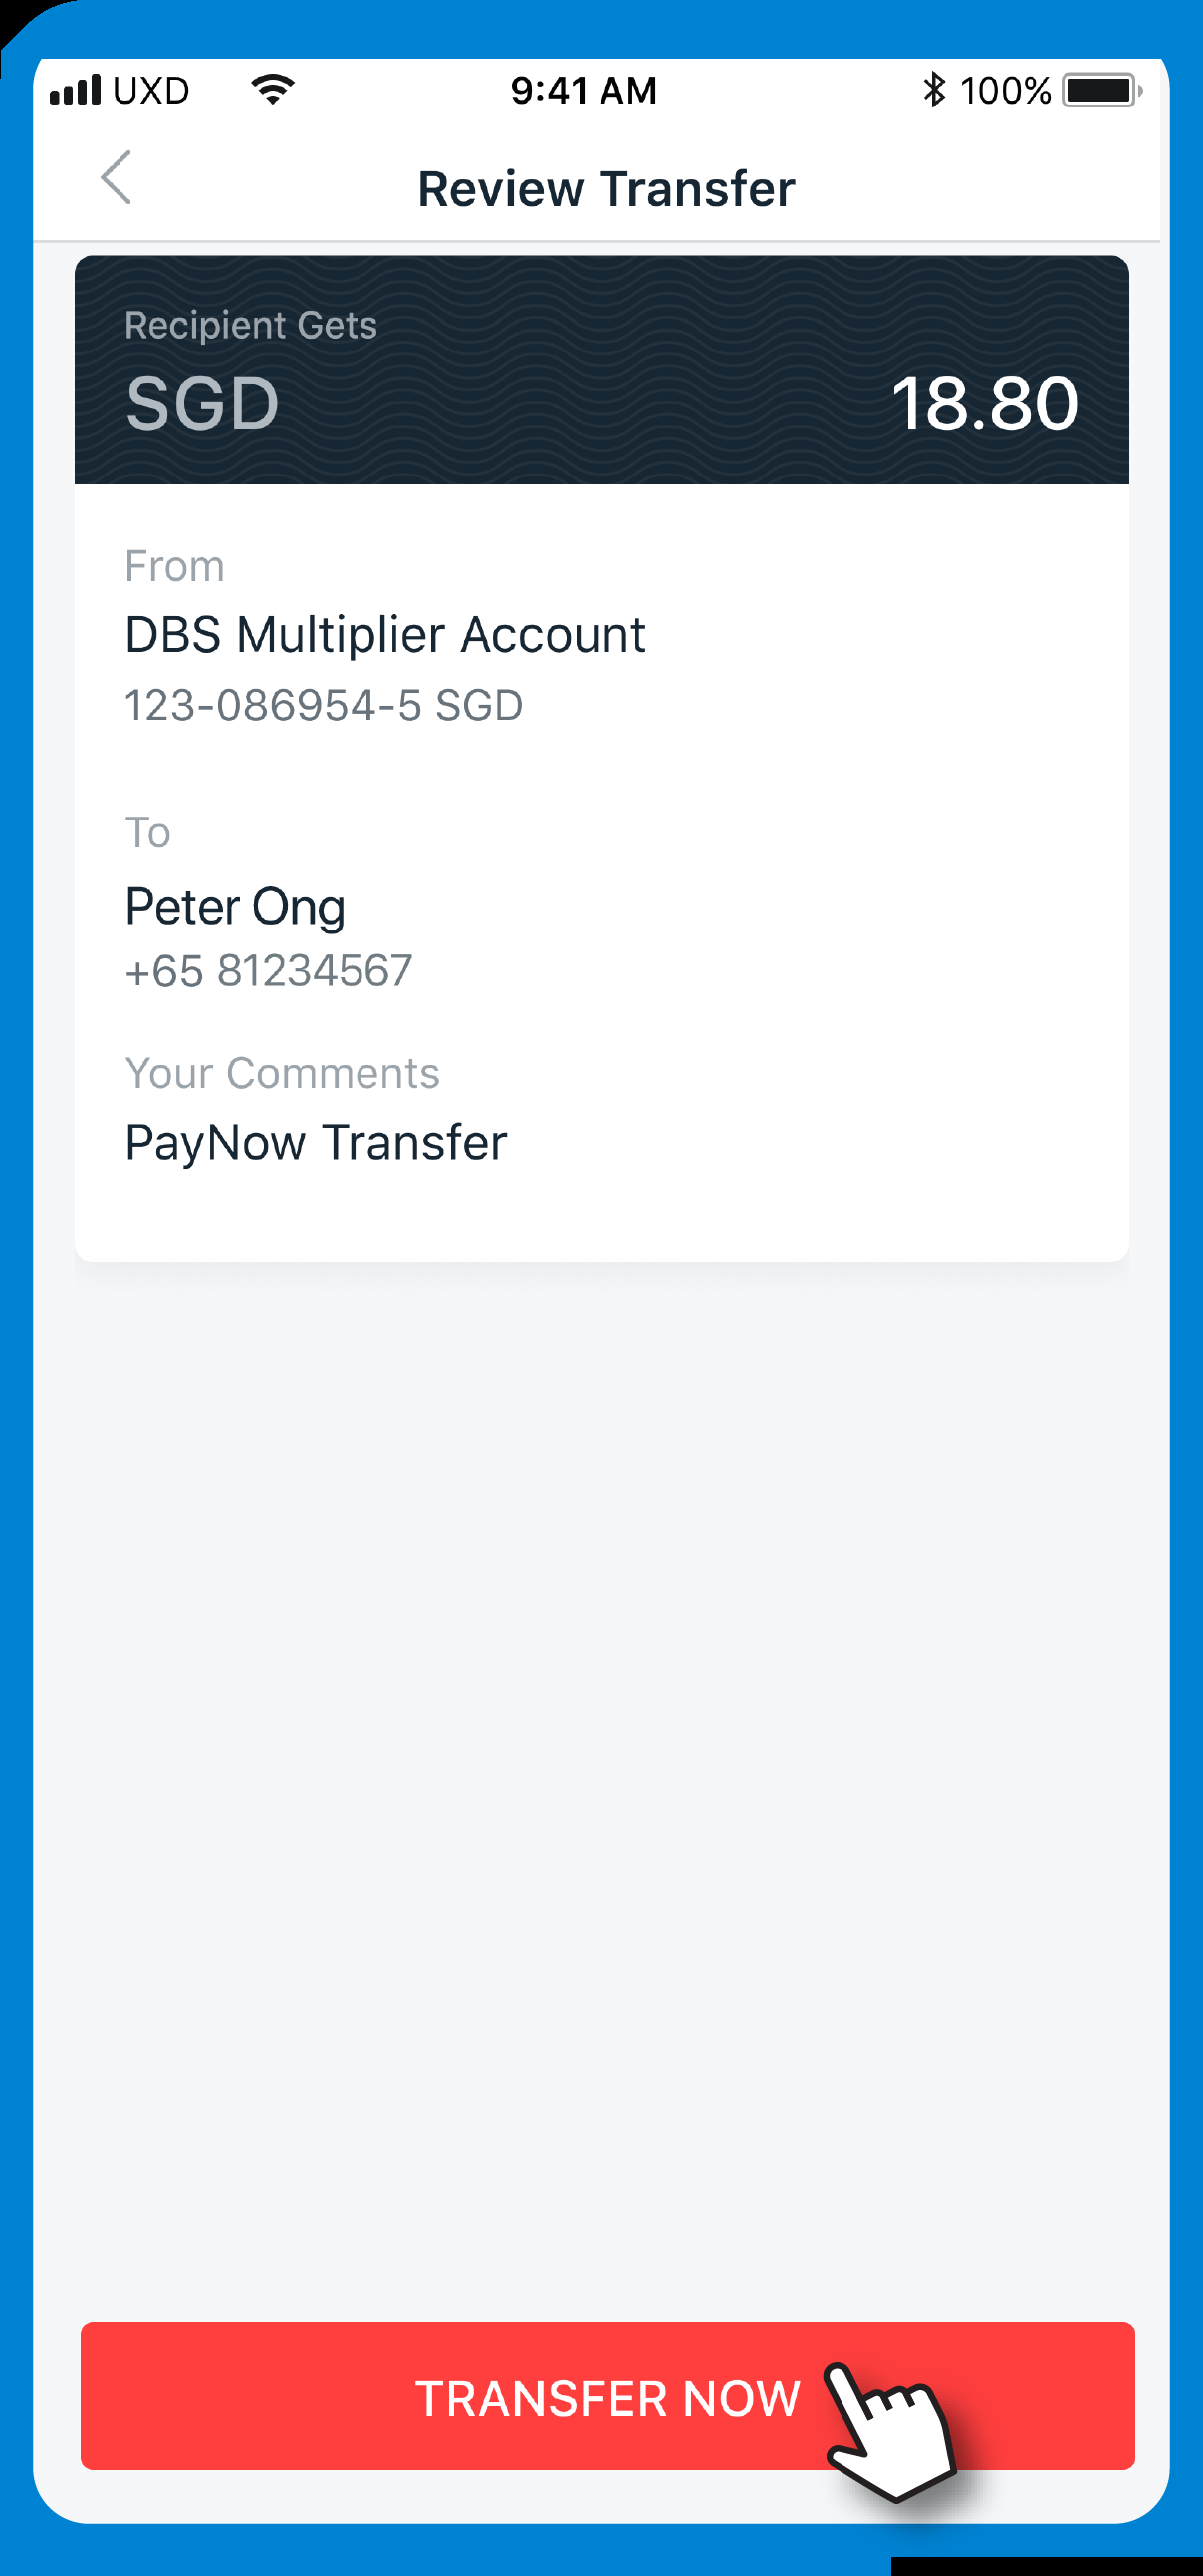 UXD 9:41 AM 100%
Review Transfer
Recipient Gets
SGD 18.80
From
DBS Multiplier Account
123-086954-5 SGD
To
Peter Ong
+65 81234567
Your Comments
PayNow Transfer
TRANSFER NOW